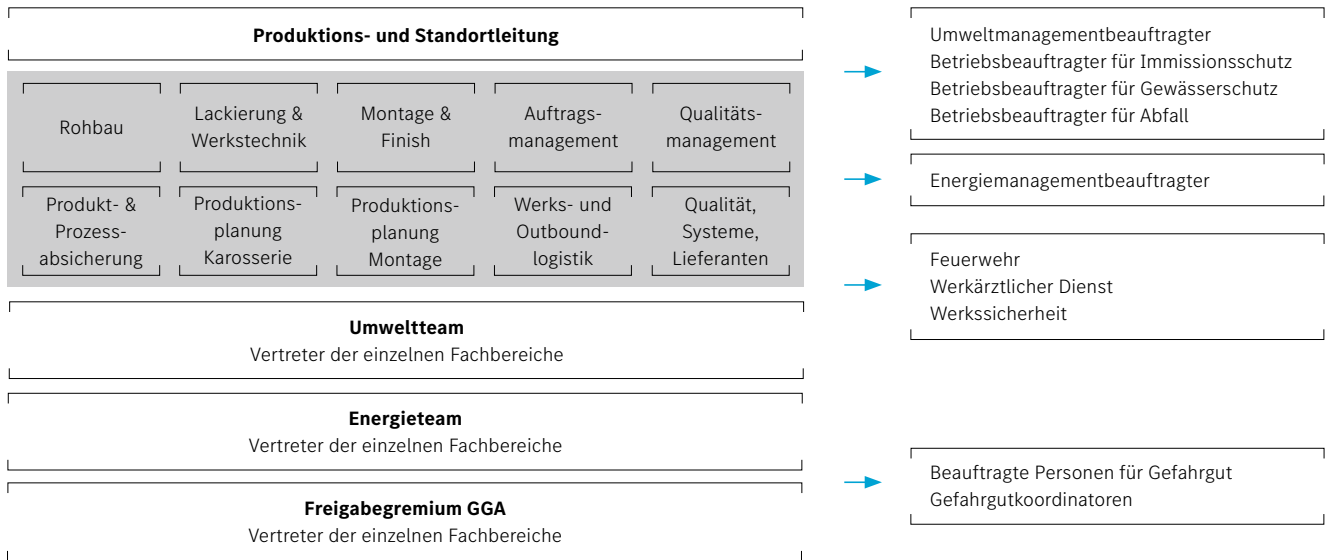 Produktions- und Standortleitung
Rohbau
Lackierung &
Werkstechnik
Montage &
Finish
Auftrags-
management
Qualitäts-
management
Produkt- &
Prozess-
absicherung
Produktions-
planung
Karosserie
Produktions-
planung
Montage
Werks- und
Outbound-
logistik
Qualität,
Systeme,
Lieferanten
Umweltteam
Vertreter der einzelnen Fachbereiche
Energieteam
Vertreter der einzelnen Fachbereiche
Freigabegremium GGA
Vertreter der einzelnen Fachbereiche
Umweltmanagementbeauftragter
Betriebsbeauftragter für Immissionsschutz
Betriebsbeauftragter für Gewässerschutz
Betriebsbeauftragter für Abfall
Energiemanagementbeauftragter
Feuerwehr
Werkärztlicher Dienst
Werkssicherheit
Beauftragte Personen für Gefahrgut
Gefahrgutkoordinatoren